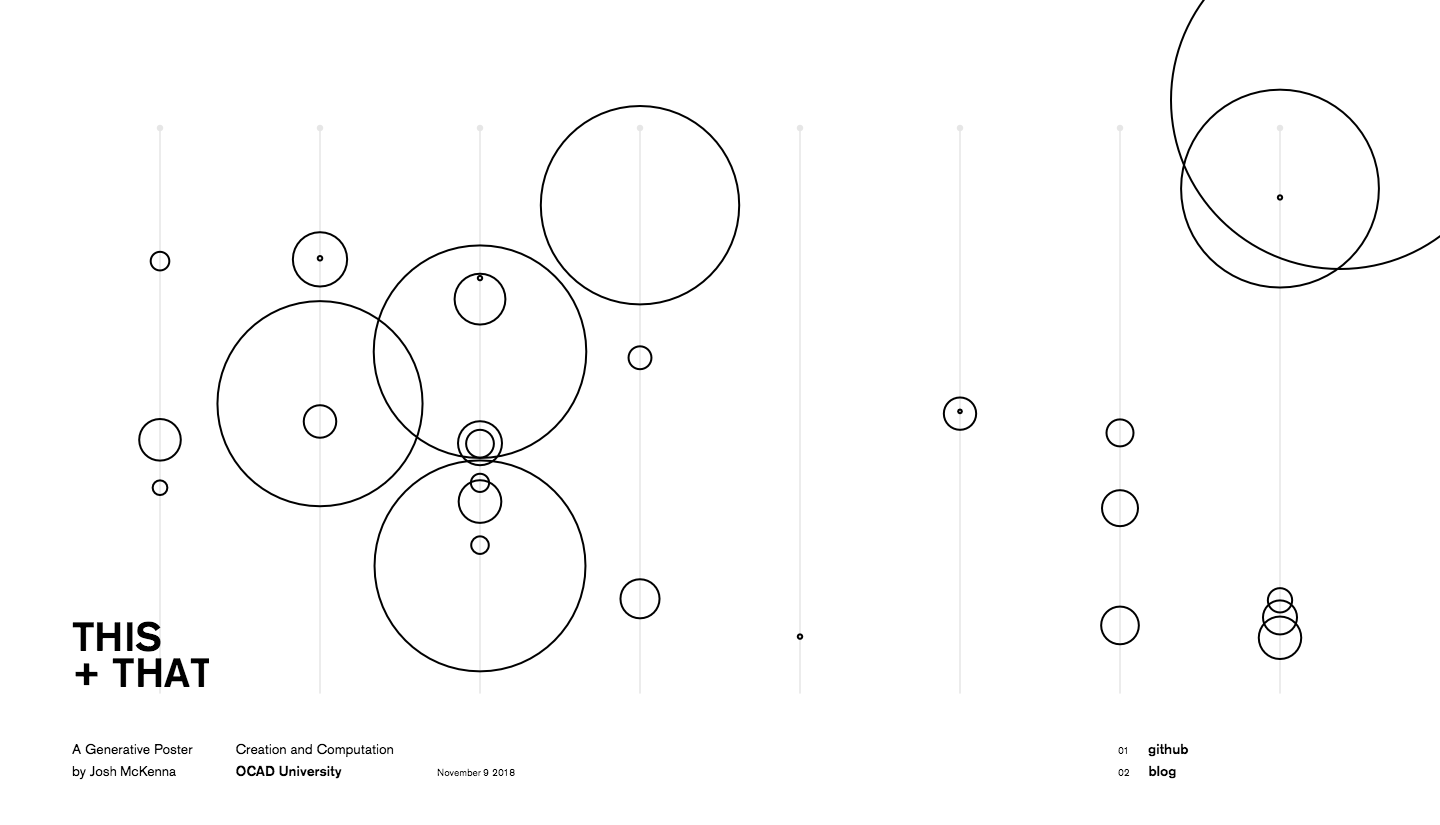 THIS
+ THAT
A Generative Poster
by Josh McKenna
Creation and Computation
OCAD University
November 9 2018
01 github
02 blog